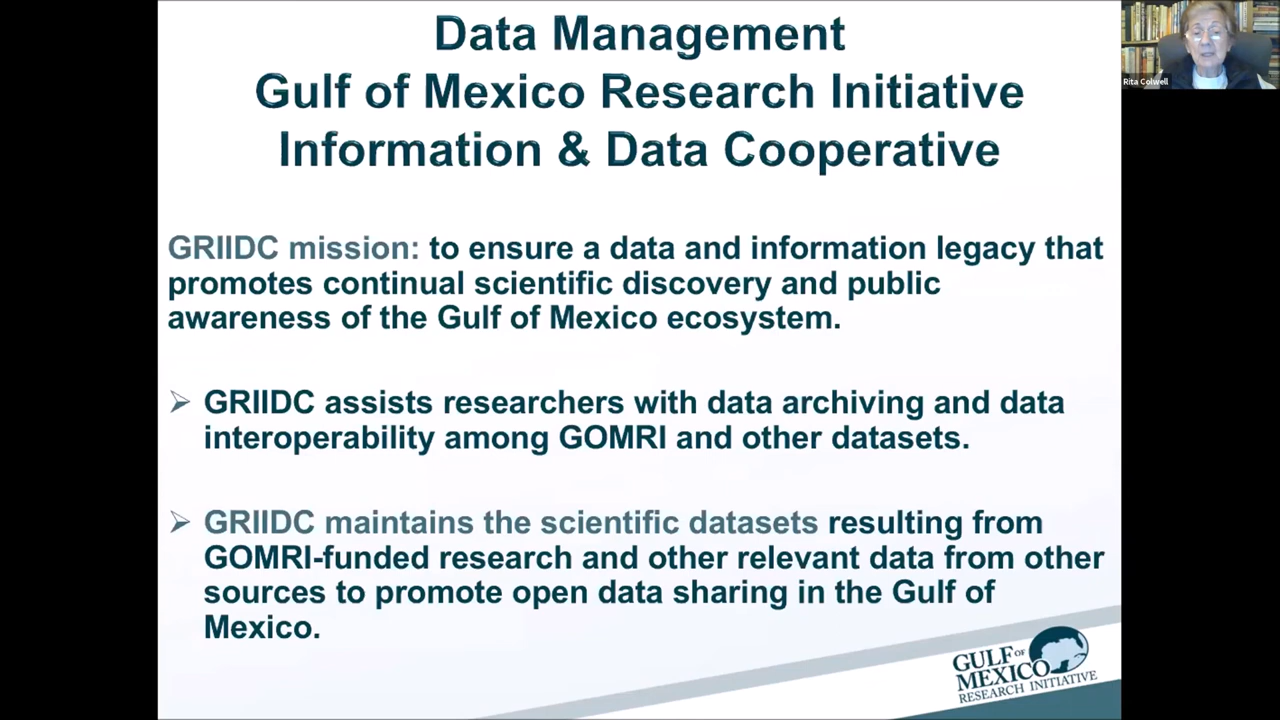 Data Management
Gulf of Mexico Research Initiative
Information & Data Cooperative
Rita Colwell
GRIIDC mission: to ensure a data and information legacy that
promotes continual scientific discovery and public
awareness of the Gulf of Mexico ecosystem.
➢ GRIIDC assists researchers with data archiving and data
interoperability among GOMRI and other datasets.
➢ GRIIDC maintains the scientific datasets resulting from
GOMRI-funded research and other relevant data from other
sources to promote open data sharing in the Gulf of
Mexico.
GULF OF
MEXICO
RESEARCH INITIATIVE